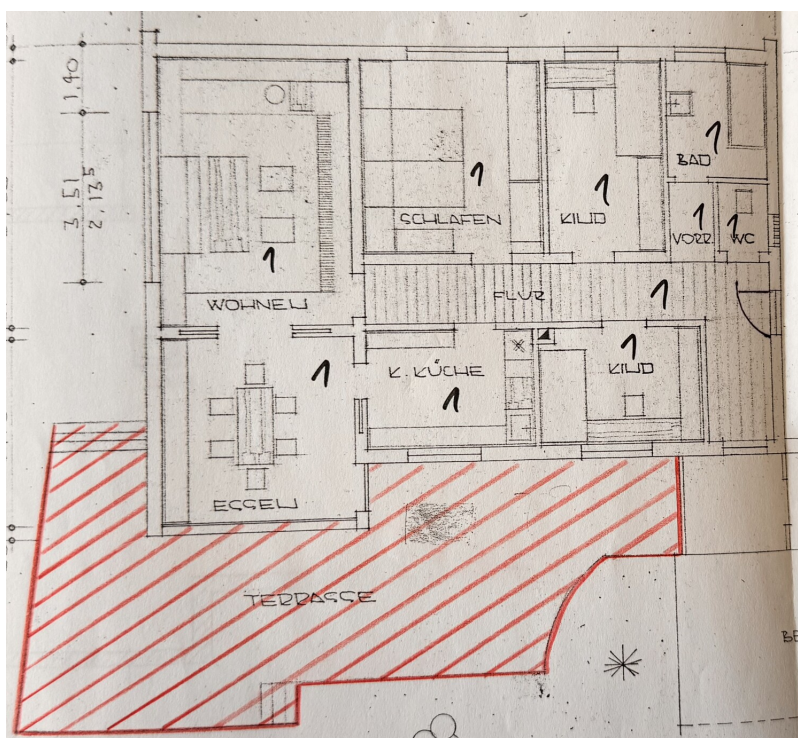 1,40
3,51
2,13⁵
BAD
1
SCHLAFEN
1
KIND
1
VORR.
1
WC
1
WOHNEN
1
FLUR
1
K. KÜCHE
1
KIND
1
ESSEN
1
TERRASSE
BE